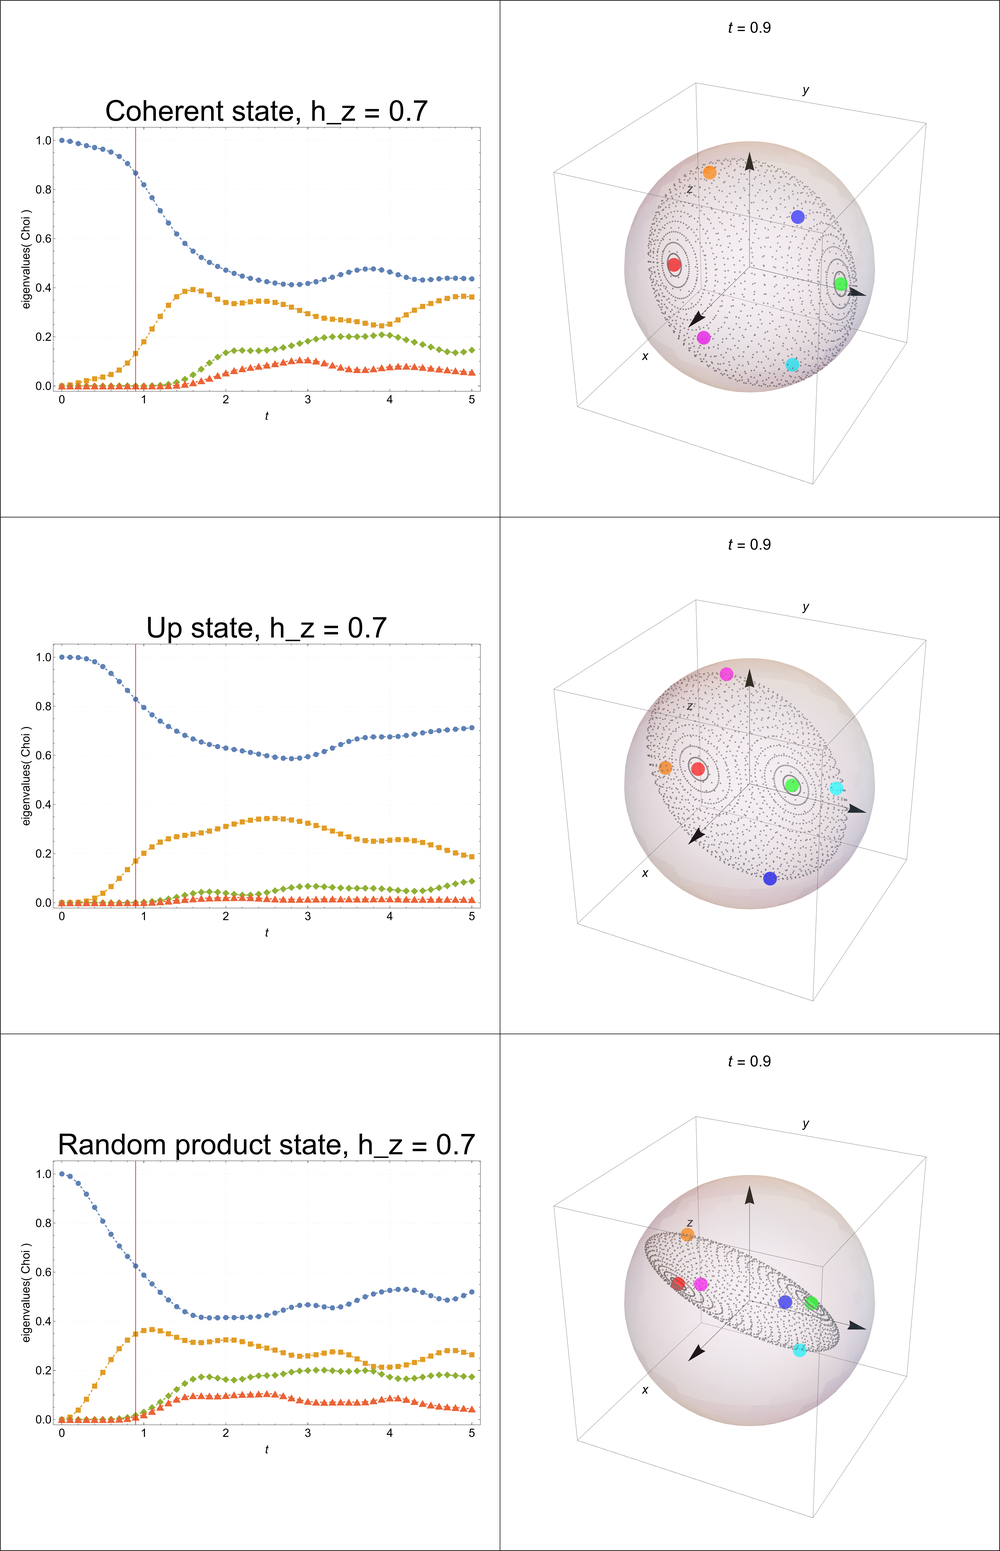 t = 0.9
Coherent state, h_z = 0.7
eigenvalues( Choi )
1.0
0.8
0.6
0.4
0.2
0.0
0 1 2 3 4 5
t
y
z
x
t = 0.9
Up state, h_z = 0.7
eigenvalues( Choi )
1.0
0.8
0.6
0.4
0.2
0.0
0 1 2 3 4 5
t
y
z
x
t = 0.9
Random product state, h_z = 0.7
eigenvalues( Choi )
1.0
0.8
0.6
0.4
0.2
0.0
0 1 2 3 4 5
t
y
z
x